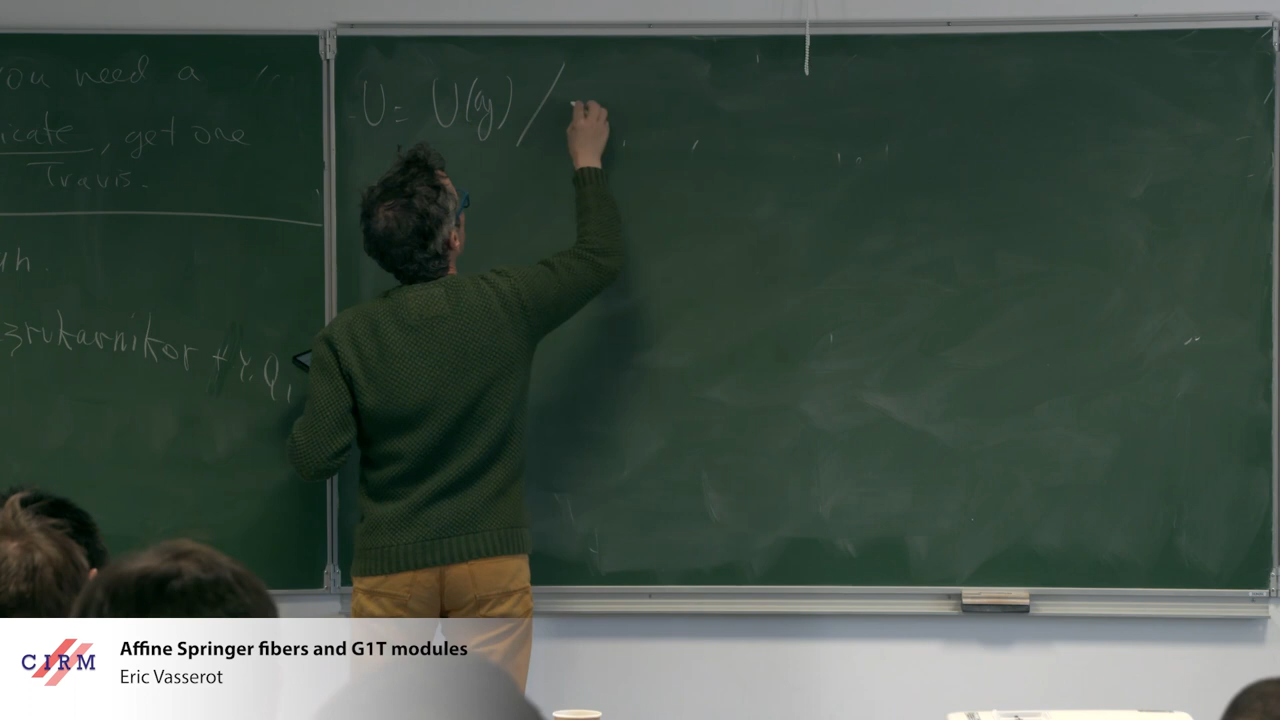 ou need a
icate, get one
Travis.
zrukarnikor + Y. Q,
U = U(g) /
CIRM
Affine Springer fibers and G1T modules
Eric Vasserot